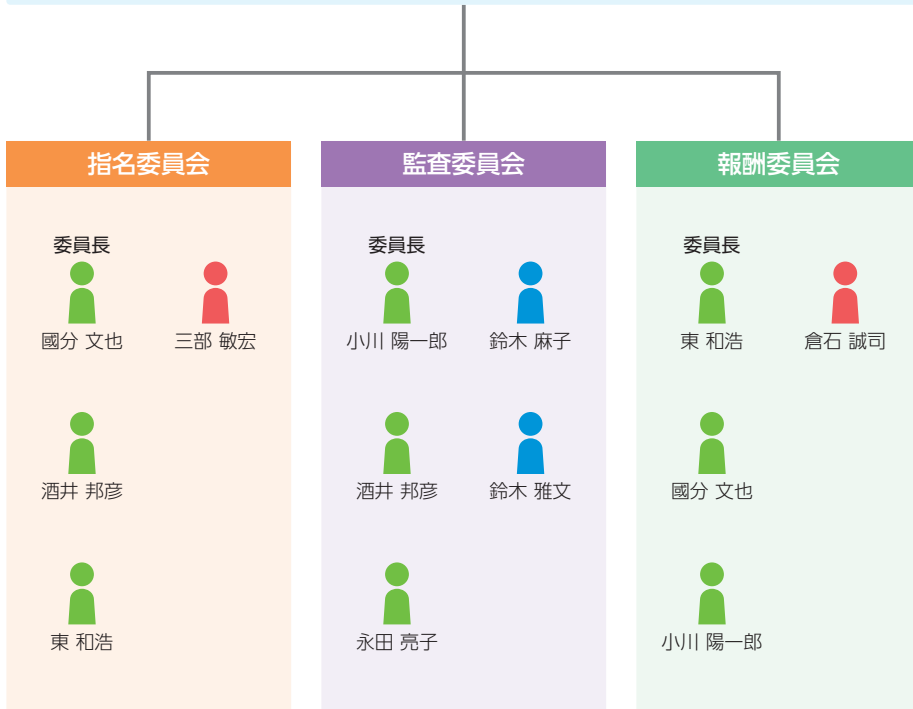 指名委員会
委員長
國分 文也
三部 敏宏
酒井 邦彦
東 和浩
監査委員会
委員長
小川 陽一郎
鈴木 麻子
酒井 邦彦
鈴木 雅文
永田 亮子
報酬委員会
委員長
東 和浩
倉石 誠司
國分 文也
小川 陽一郎